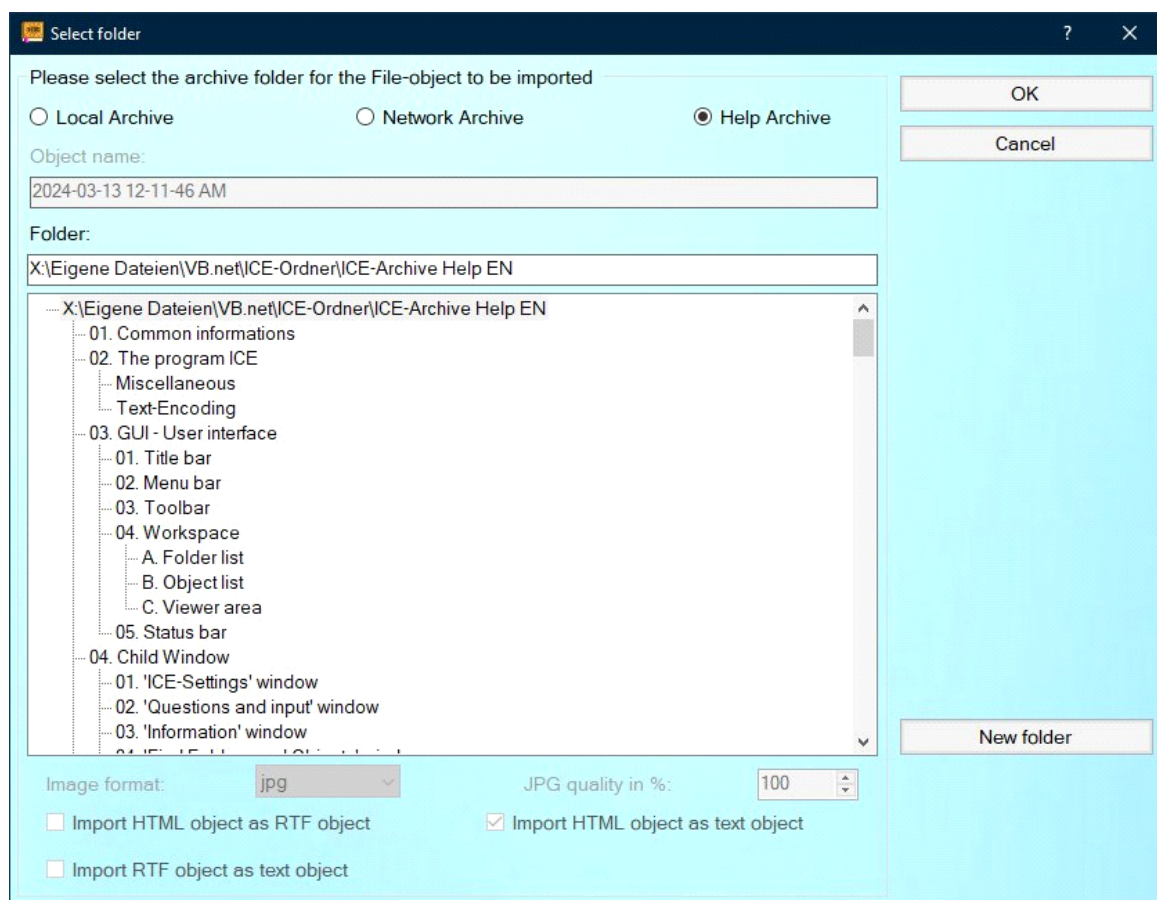 Select folder
?
Please select the archive folder for the File-object to be imported
OK
Local Archive Network Archive Help Archive
Cancel
Object name:
2024-03-13 12-11-46 AM
Folder:
X:\Eigene Dateien\VB.net\ICE-Ordner\ICE-Archive Help EN
X:\Eigene Dateien\VB.net\ICE-Ordner\ICE-Archive Help EN
01. Common informations
02. The program ICE
Miscellaneous
Text-Encoding
03. GUI - User interface
01. Title bar
02. Menu bar
03. Toolbar
04. Workspace
A. Folder list
B. Object list
C. Viewer area
05. Status bar
04. Child Window
01. 'ICE-Settings' window
02. 'Questions and input' window
03. 'Information' window
New folder
Image format: jpg JPG quality in %: 100
Import HTML object as RTF object Import HTML object as text object
Import RTF object as text object